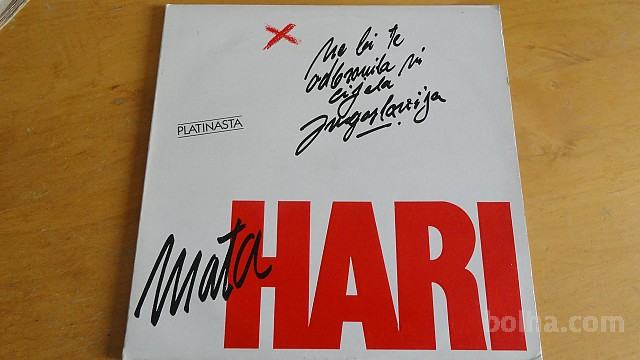 ne bi te
odbranila
cijela ni
jugoslavija
PLATINASTA
mata
HARI
bolha.com